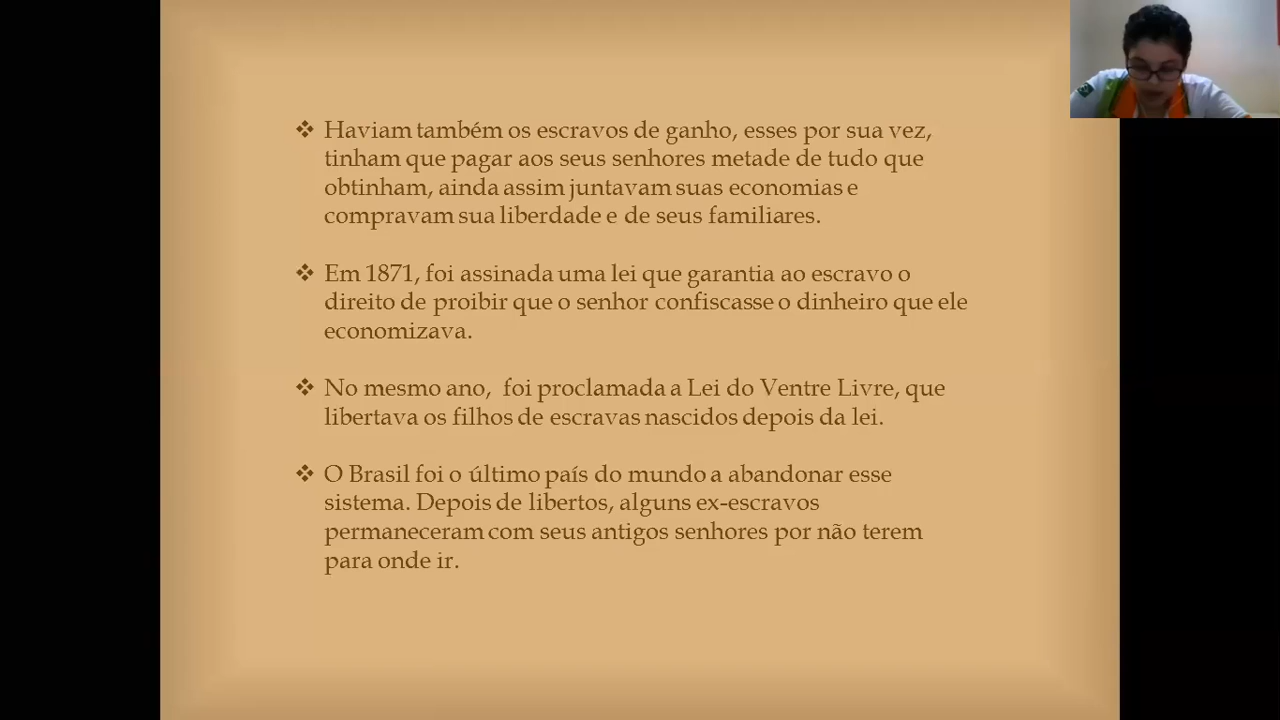 ❖ Haviam também os escravos de ganho, esses por sua vez,
tinham que pagar aos seus senhores metade de tudo que
obtinham, ainda assim juntavam suas economias e
compravam sua liberdade e de seus familiares.
❖ Em 1871, foi assinada uma lei que garantia ao escravo o
direito de proibir que o senhor confiscasse o dinheiro que ele
economizava.
❖ No mesmo ano, foi proclamada a Lei do Ventre Livre, que
libertava os filhos de escravas nascidos depois da lei.
❖ O Brasil foi o último país do mundo a abandonar esse
sistema. Depois de libertos, alguns ex-escravos
permaneceram com seus antigos senhores por não terem
para onde ir.